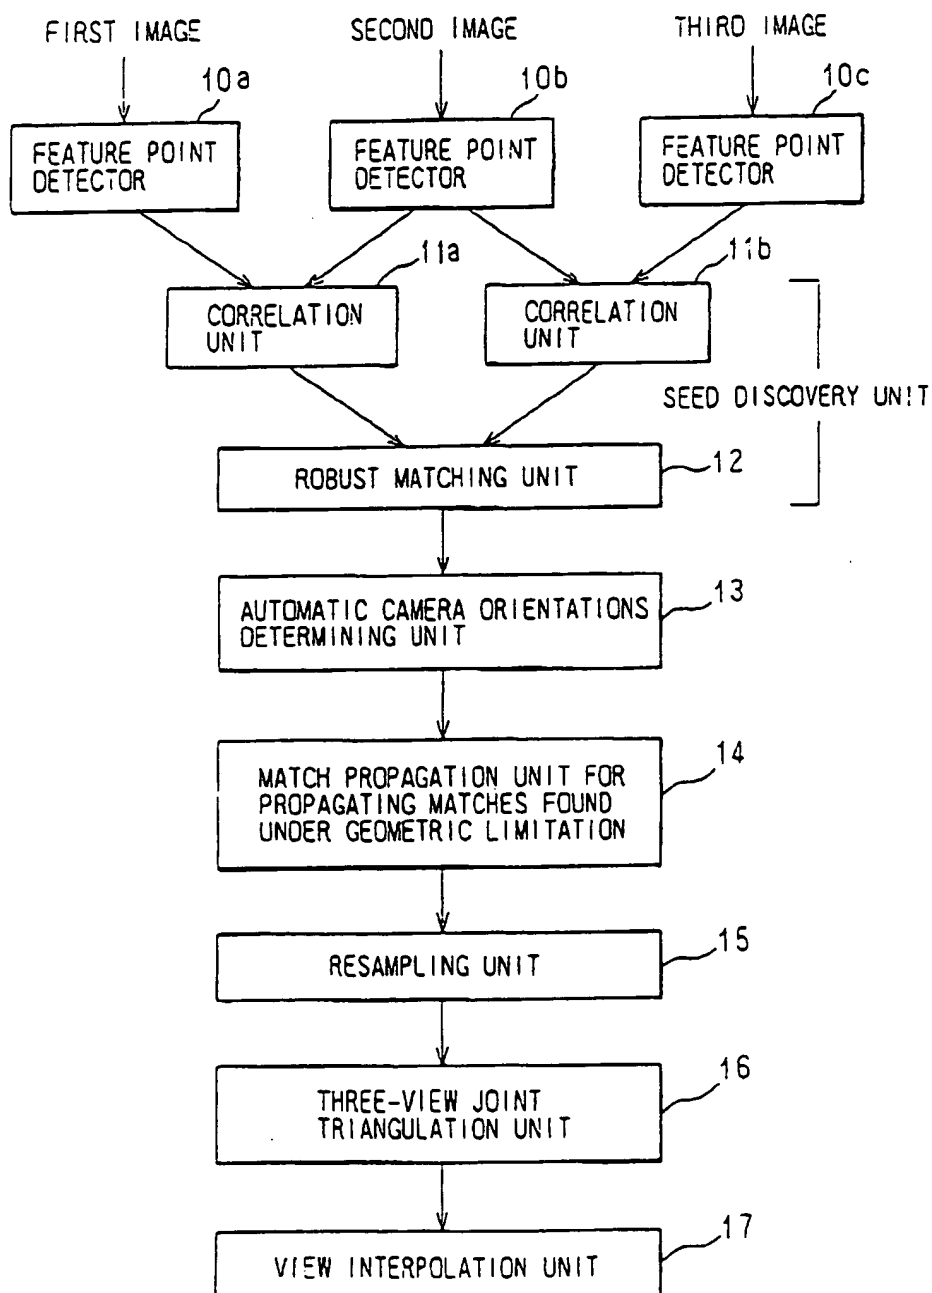 FIRST IMAGE
SECOND IMAGE
THIRD IMAGE
10a
10b
10c
FEATURE POINT
DETECTOR
FEATURE POINT
DETECTOR
FEATURE POINT
DETECTOR
11a
11b
CORRELATION
UNIT
CORRELATION
UNIT
SEED DISCOVERY UNIT
ROBUST MATCHING UNIT
12
AUTOMATIC CAMERA ORIENTATIONS
DETERMINING UNIT
13
MATCH PROPAGATION UNIT FOR
PROPAGATING MATCHES FOUND
UNDER GEOMETRIC LIMITATION
14
RESAMPLING UNIT
15
THREE-VIEW JOINT
TRIANGULATION UNIT
16
VIEW INTERPOLATION UNIT
17